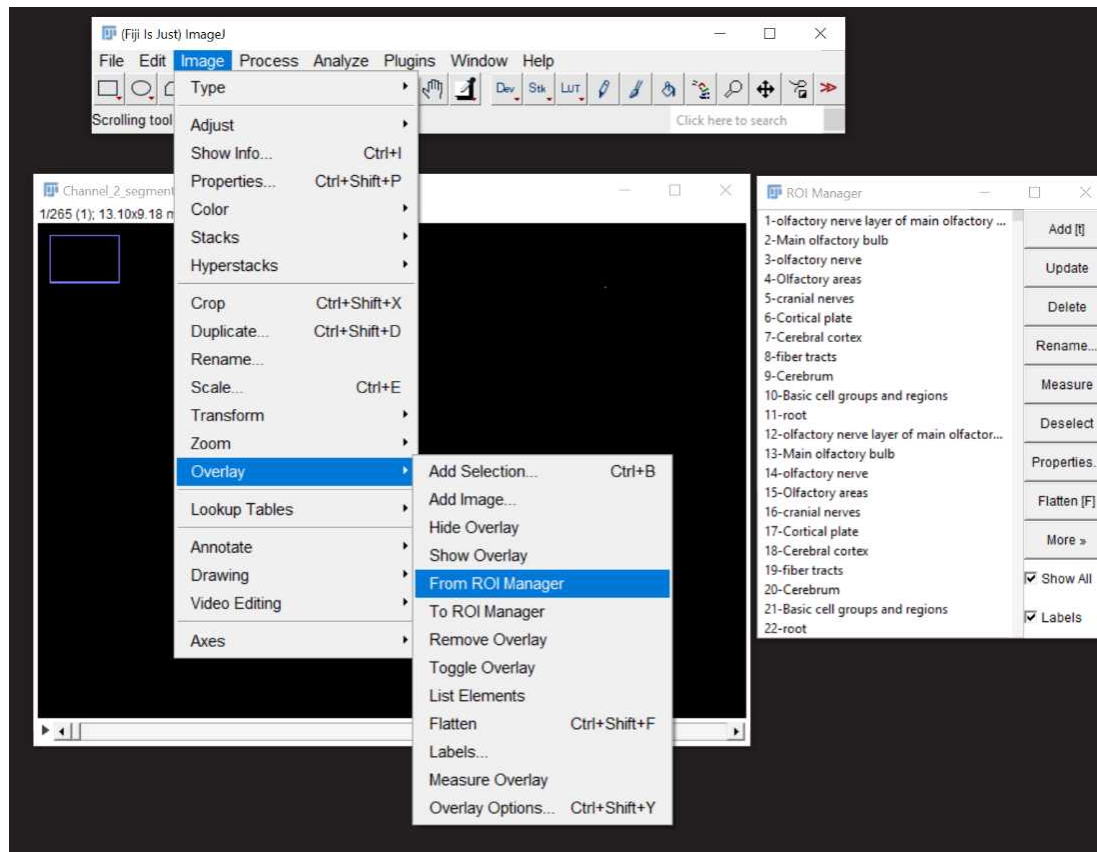 (Fiji Is Just) ImageJ
File Edit Image Process Analyze Plugins Window Help
Dev Stk LUT
Scrolling tool
Click here to search
Type
Adjust
Show Info... Ctrl+I
Properties... Ctrl+Shift+P
Color
Stacks
Hyperstacks
Crop Ctrl+Shift+X
Duplicate... Ctrl+Shift+D
Rename...
Scale... Ctrl+E
Transform
Zoom
Overlay
Lookup Tables
Annotate
Drawing
Video Editing
Axes
Channel_2_segment
1/265 (1); 13.10x9.18 m
Add Selection... Ctrl+B
Add Image...
Hide Overlay
Show Overlay
From ROI Manager
To ROI Manager
Remove Overlay
Toggle Overlay
List Elements
Flatten Ctrl+Shift+F
Labels...
Measure Overlay
Overlay Options... Ctrl+Shift+Y
ROI Manager
1-olfactory nerve layer of main olfactory ...
2-Main olfactory bulb
3-olfactory nerve
4-Olfactory areas
5-cranial nerves
6-Cortical plate
7-Cerebral cortex
8-fiber tracts
9-Cerebrum
10-Basic cell groups and regions
11-root
12-olfactory nerve layer of main olfactor...
13-Main olfactory bulb
14-olfactory nerve
15-Olfactory areas
16-cranial nerves
17-Cortical plate
18-Cerebral cortex
19-fiber tracts
20-Cerebrum
21-Basic cell groups and regions
22-root
Add [t]
Update
Delete
Rename...
Measure
Deselect
Properties.
Flatten [F]
More »
Show All
Labels